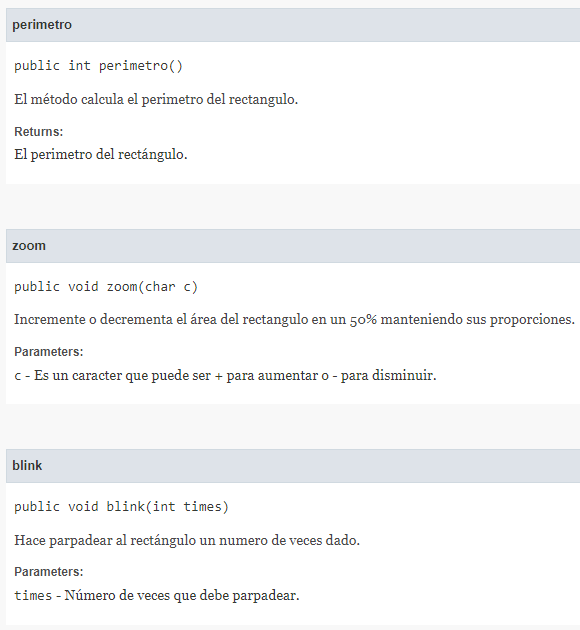 perimetro
public int perimetro()
El método calcula el perimetro del rectangulo.
Returns:
El perimetro del rectángulo.
zoom
public void zoom(char c)
Incremente o decrementa el área del rectangulo en un 50% manteniendo sus proporciones.
Parameters:
c - Es un caracter que puede ser + para aumentar o - para disminuir.
blink
public void blink(int times)
Hace parpadear al rectángulo un numero de veces dado.
Parameters:
times - Número de veces que debe parpadear.